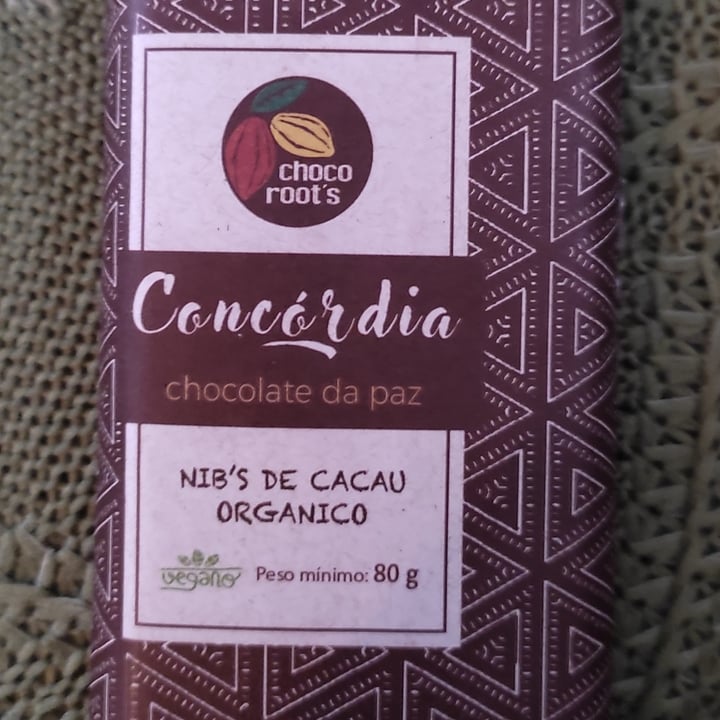 choco
root's
Concórdia
chocolate da paz
NIB'S DE CACAU
ORGANICO
vegano Peso mínimo: 80 g